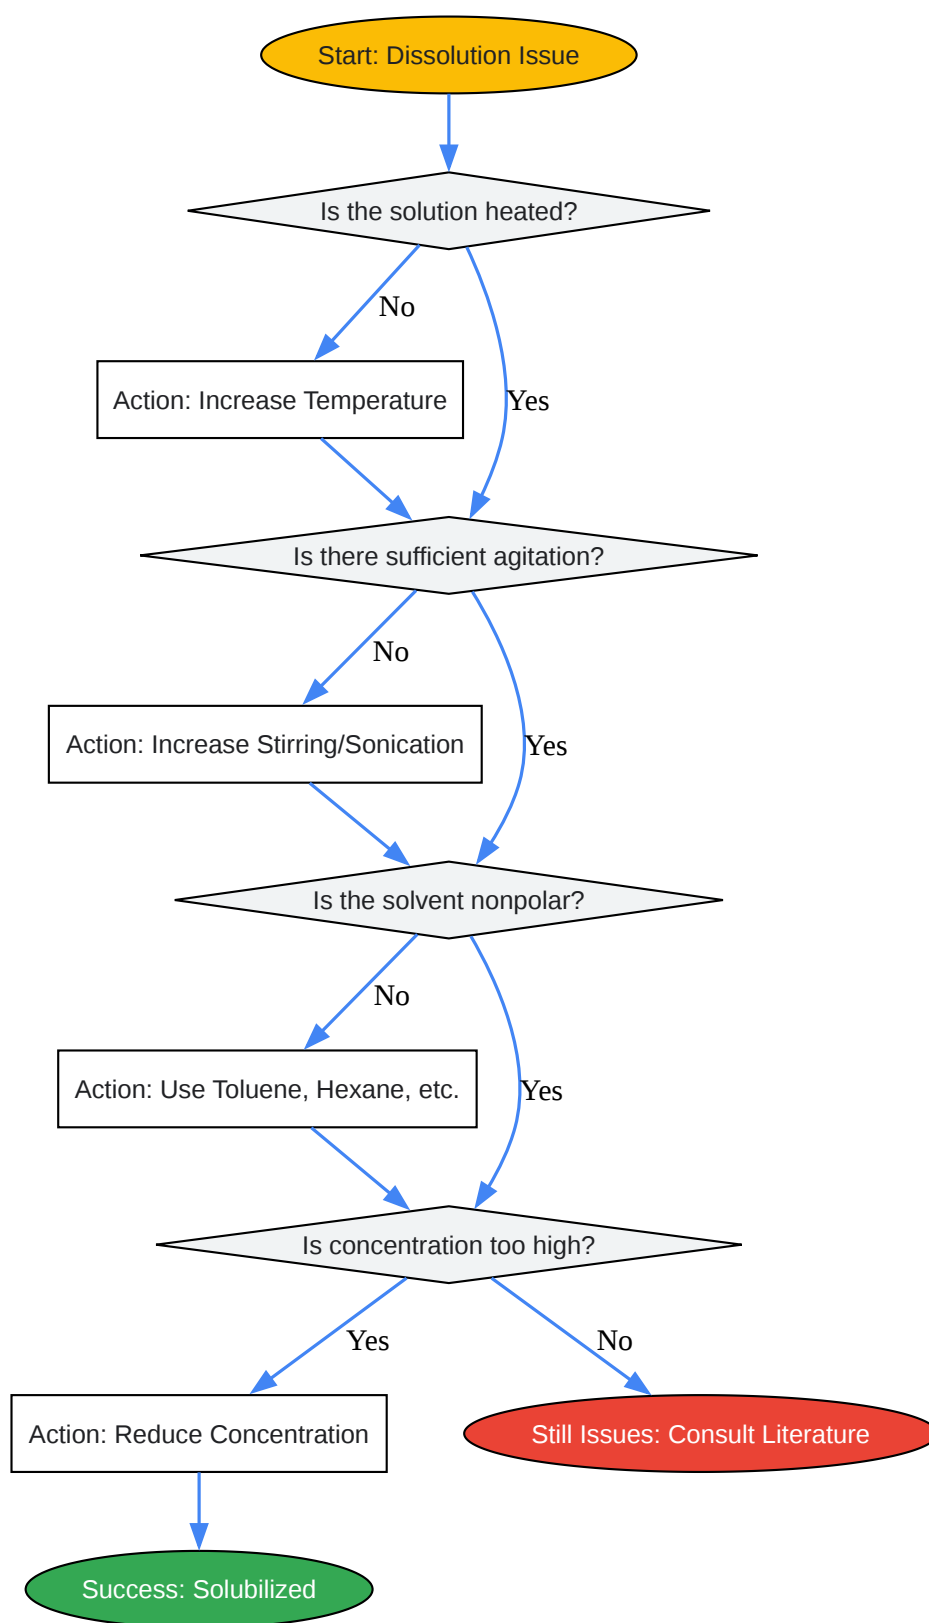 Start: Dissolution Issue
Is the solution heated?
No
Action: Increase Temperature
Yes
Is there sufficient agitation?
No
Action: Increase Stirring/Sonication
Yes
Is the solvent nonpolar?
No
Action: Use Toluene, Hexane, etc.
Yes
Is concentration too high?
Yes
No
Action: Reduce Concentration
Still Issues: Consult Literature
Success: Solubilized